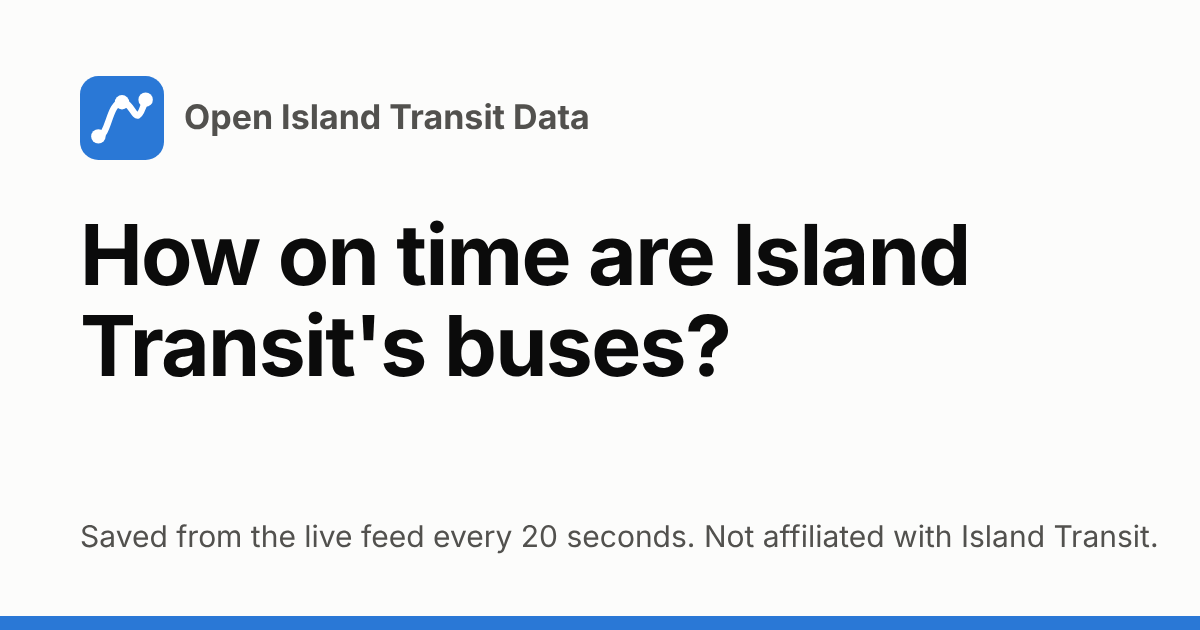 Open Island Transit Data
How on time are Island
Transit's buses?
Saved from the live feed every 20 seconds. Not affiliated with Island Transit.